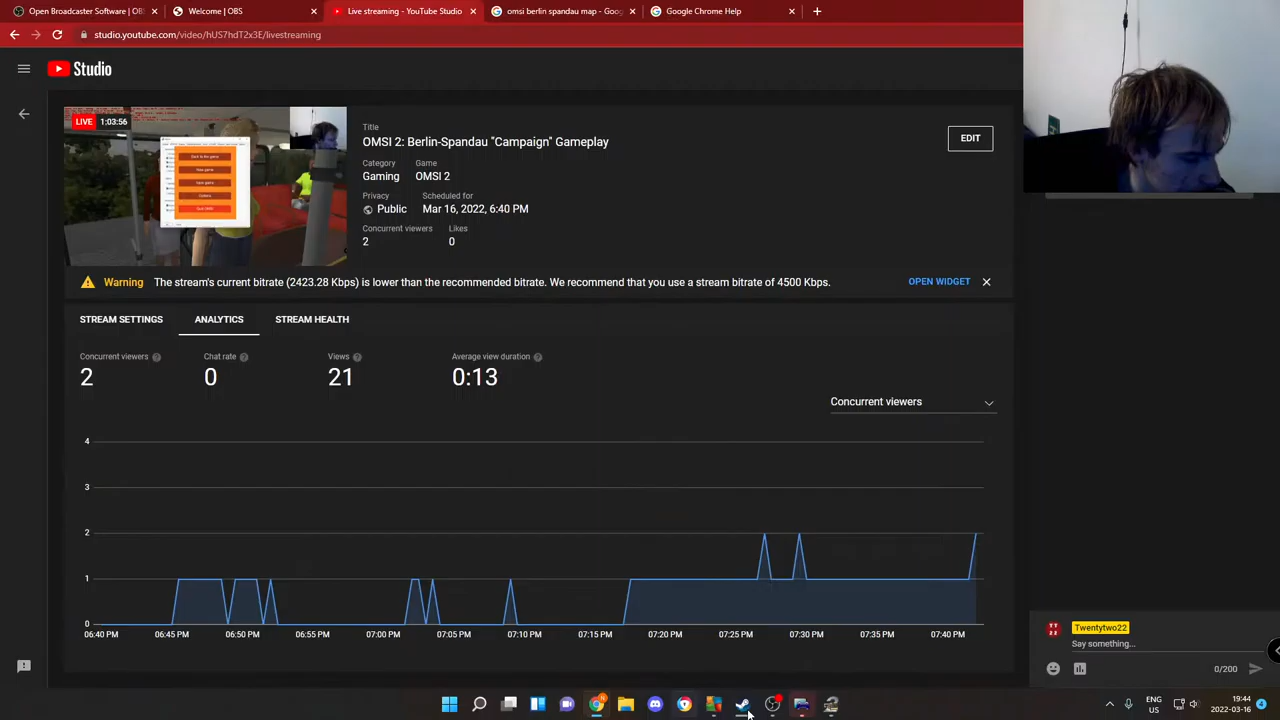 Open Broadcaster Software | OB
Welcome | OBS
Live streaming - YouTube Studio
omsi berlin spandau map - Goog
Google Chrome Help
studio.youtube.com/video/hUS7hdT2x3E/livestreaming
Studio
LIVE 1:03:56
Back to the game
Title
OMSI 2: Berlin-Spandau "Campaign" Gameplay
EDIT
Category Game
Gaming OMSI 2
Privacy Scheduled for
Public Mar 16, 2022, 6:40 PM
Concurrent viewers Likes
2 0
Warning The stream's current bitrate (2423.28 Kbps) is lower than the recommended bitrate. We recommend that you use a stream bitrate of 4500 Kbps.
OPEN WIDGET
STREAM SETTINGS ANALYTICS STREAM HEALTH
Concurrent viewers Chat rate Views Average view duration
2 0 21 0:13
Concurrent viewers
4
3
2
1
0
06:40 PM 06:45 PM 06:50 PM 06:55 PM 07:00 PM 07:05 PM 07:10 PM 07:15 PM 07:20 PM 07:25 PM 07:30 PM 07:35 PM 07:40 PM
Twentytwo22
Say something...
0/200
ENG
US
19:44
2022-03-16